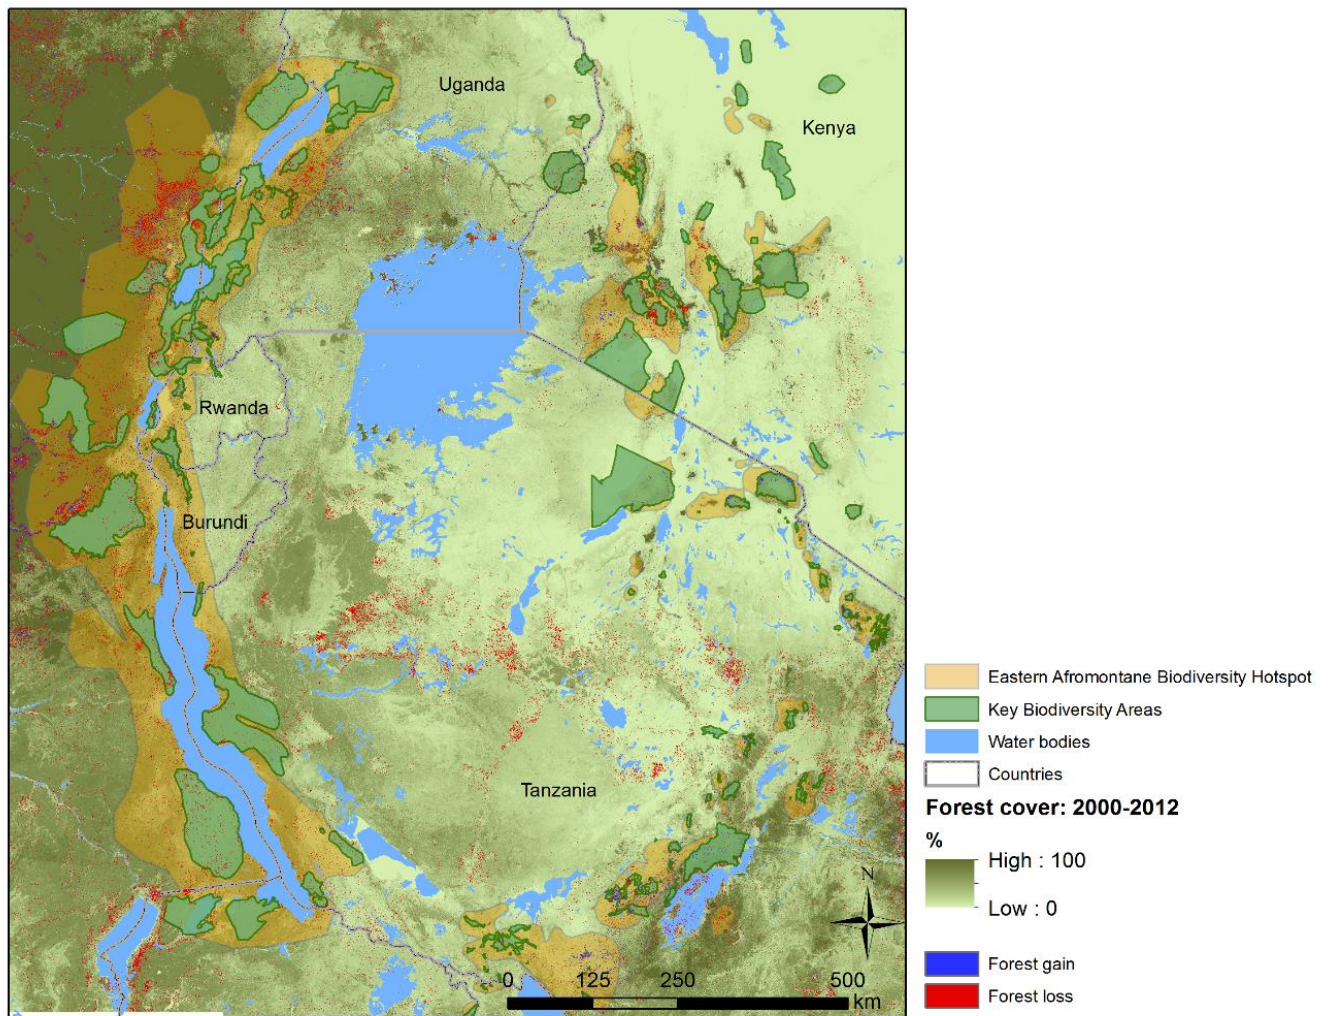 Uganda
Kenya
Rwanda
Burundi
Tanzania
N
0 125 250 500
km
Eastern Afromontane Biodiversity Hotspot
Key Biodiversity Areas
Water bodies
Countries
Forest cover: 2000-2012
%
High : 100
Low : 0
Forest gain
Forest loss